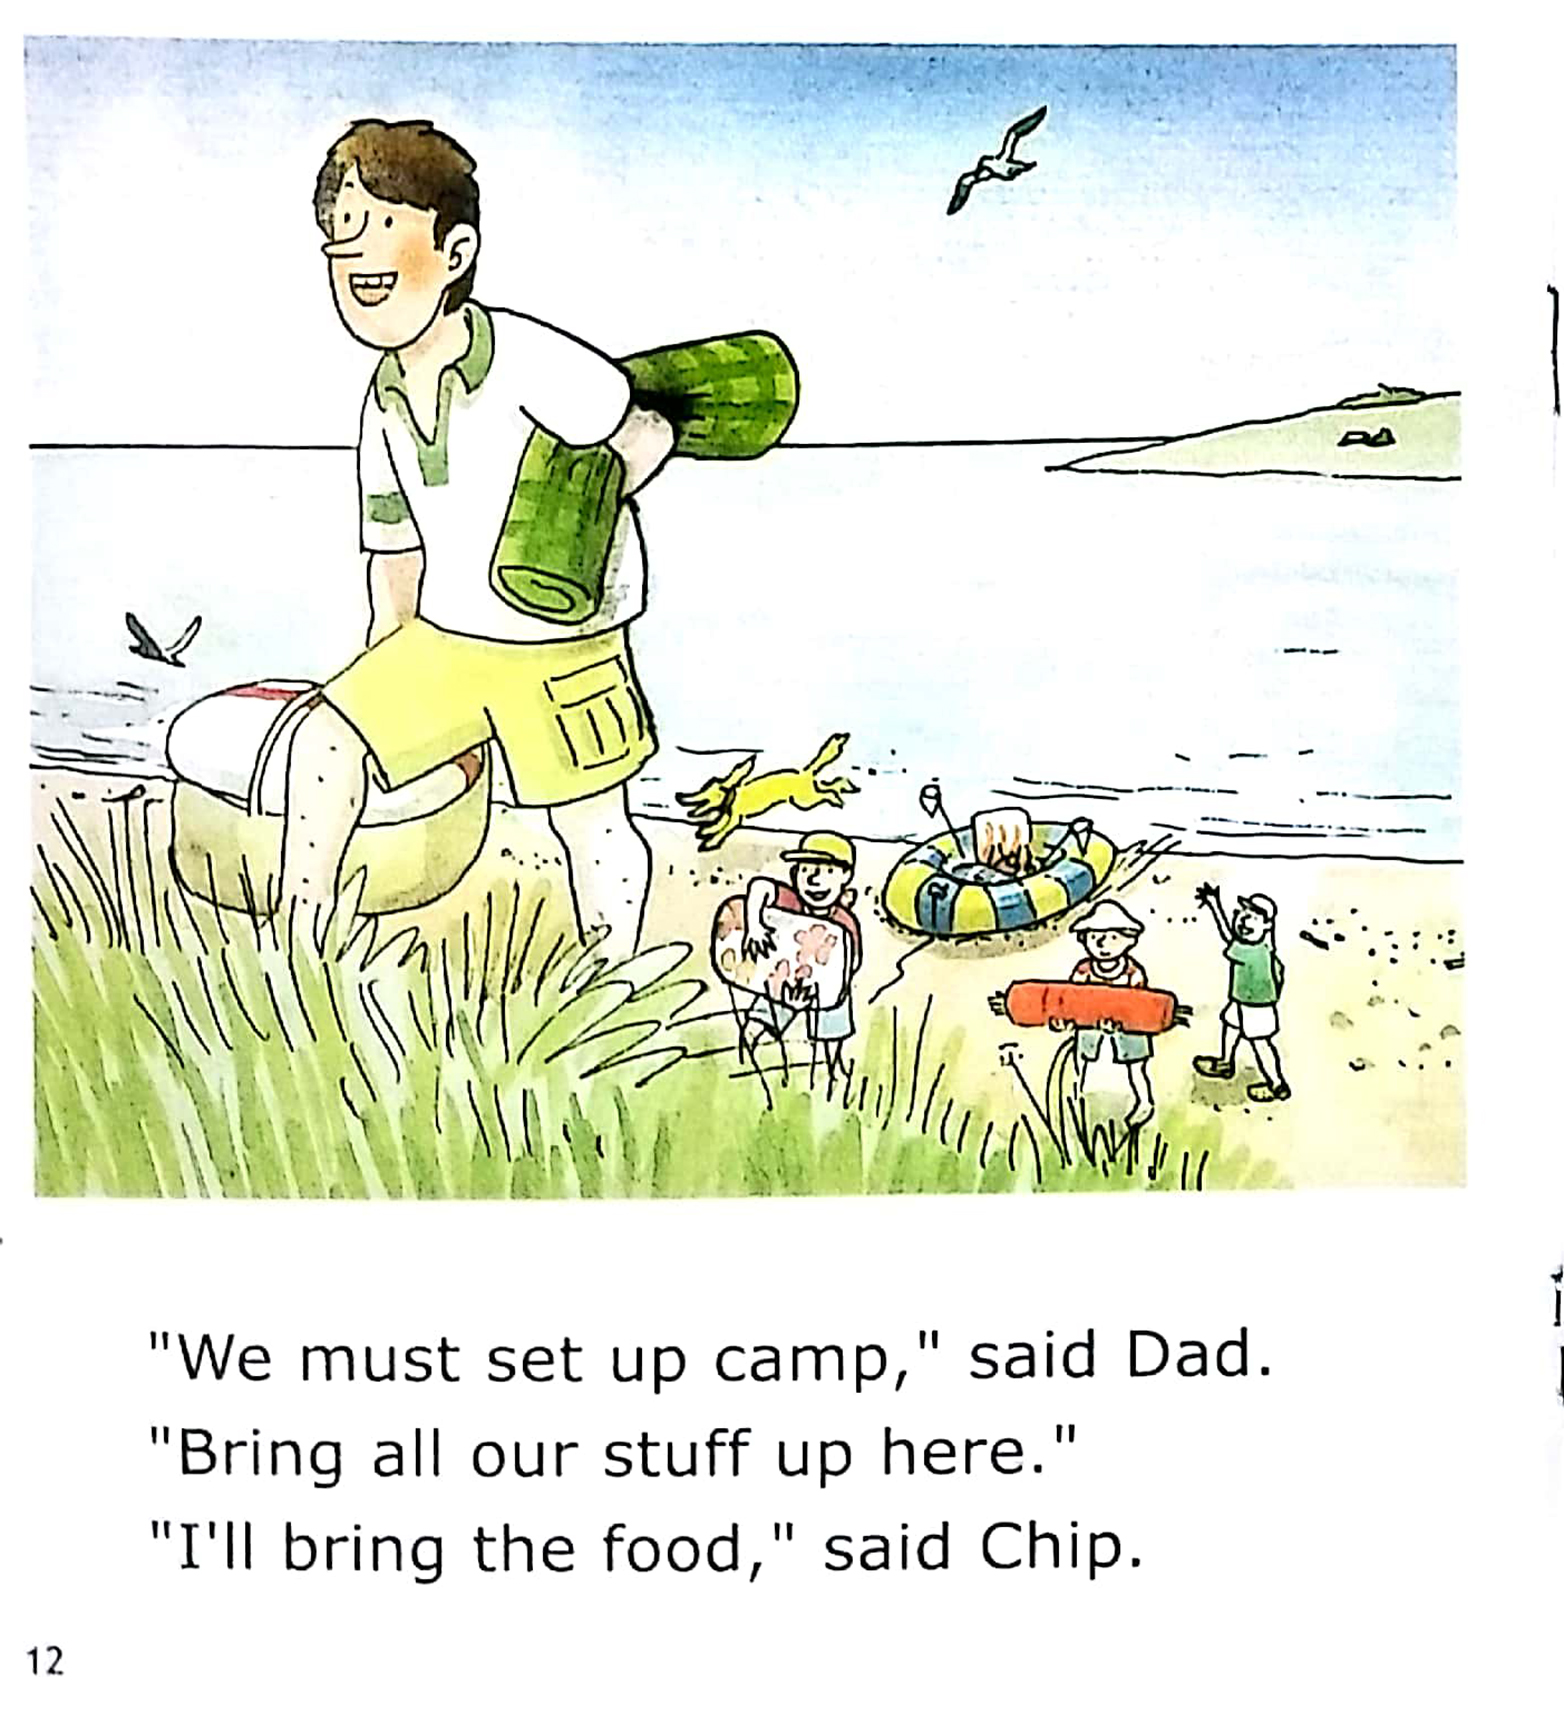 "We must set up camp," said Dad.
"Bring all our stuff up here."
"I'll bring the food," said Chip.
12